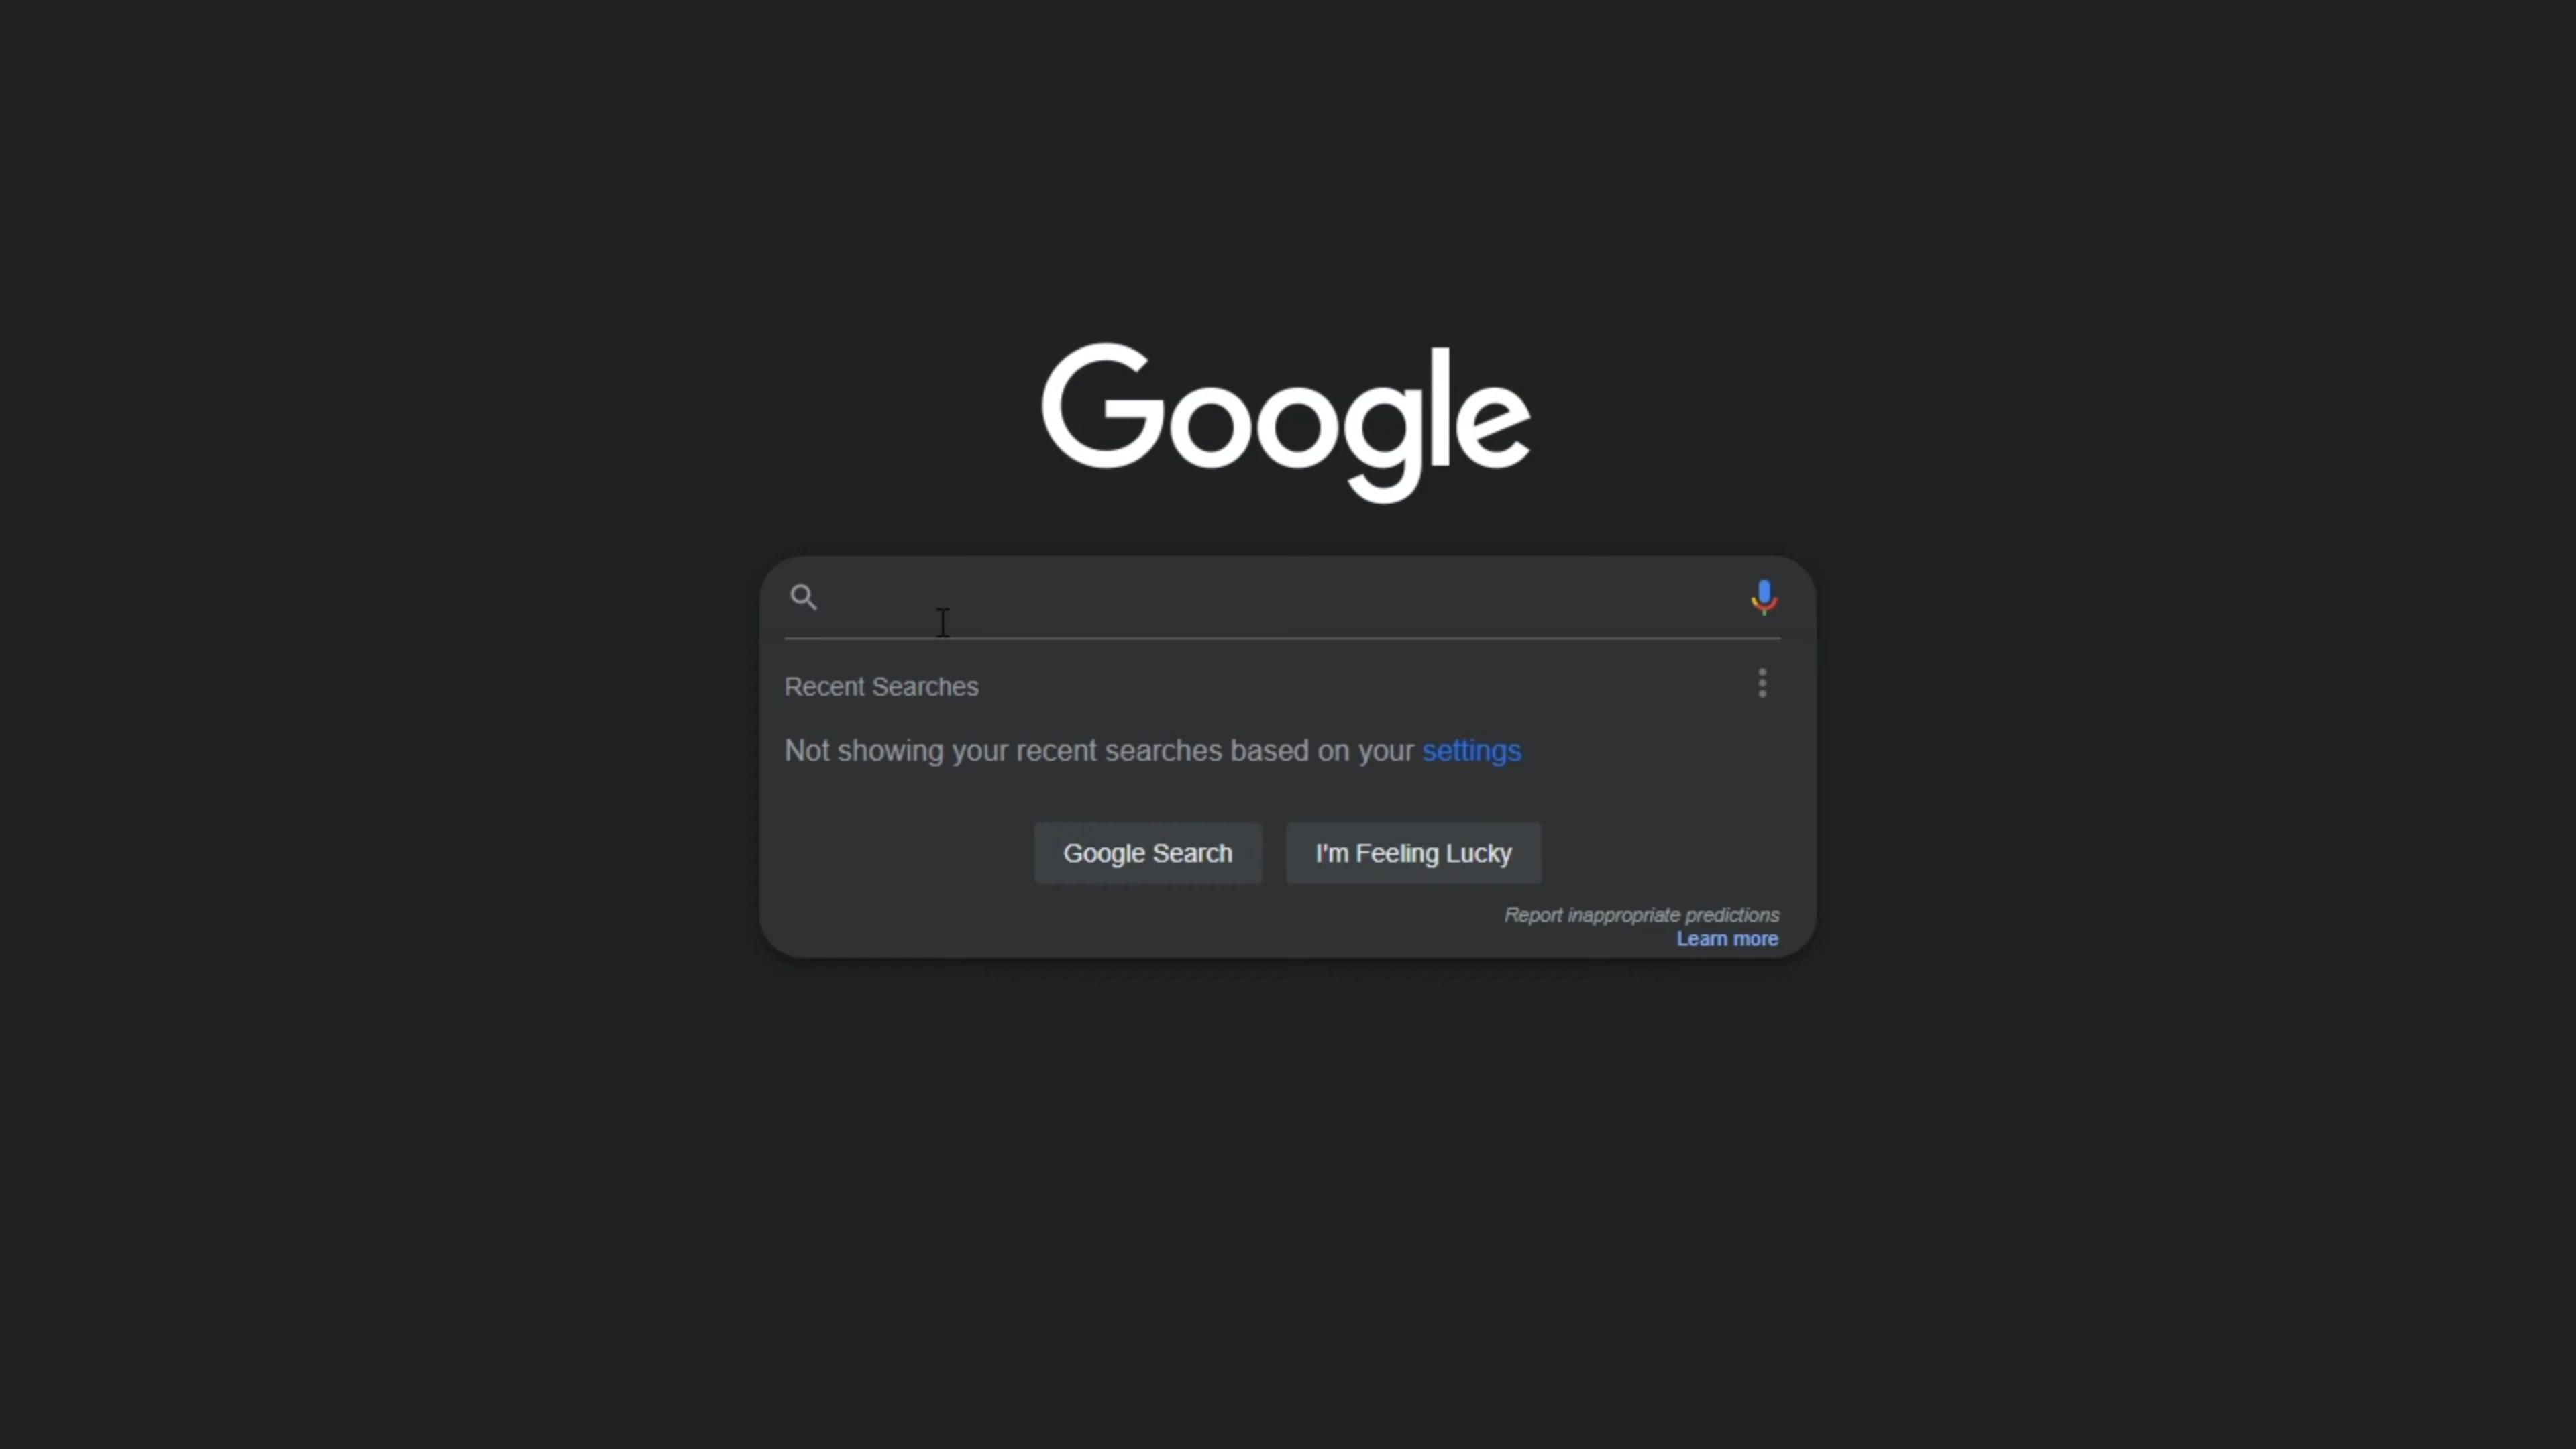 Google
Recent Searches
Not showing your recent searches based on your settings
Google Search
I'm Feeling Lucky
Report inappropriate predictions
Learn more